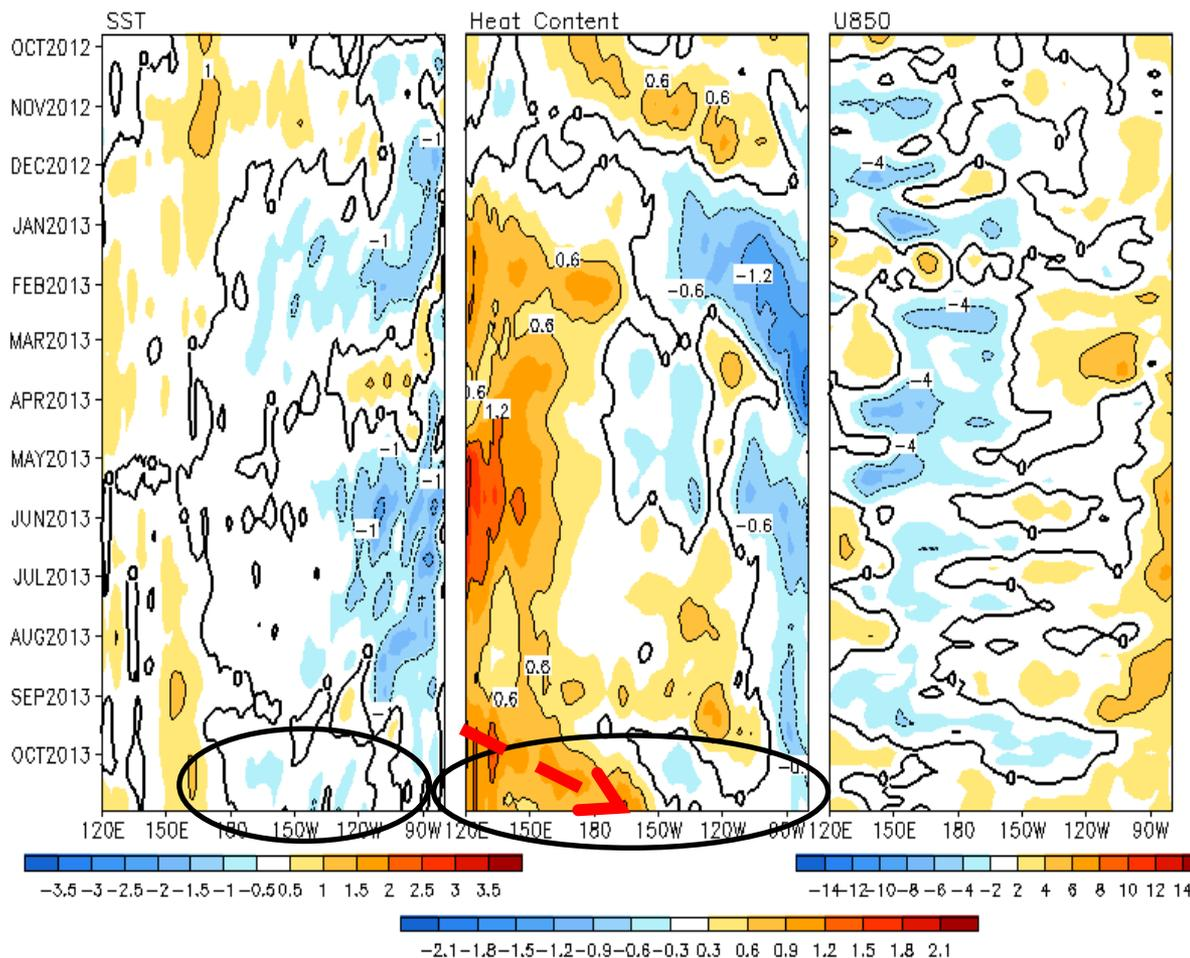 SST
Heat Content
U850
OCT2012
NOV2012
DEC2012
JAN2013
FEB2013
MAR2013
APR2013
MAY2013
JUN2013
JUL2013
AUG2013
SEP2013
OCT2013
1
-1
-1
-1
-1
-1
0.6
0.6
0.6
-1.2
-0.6
0.6
1.2
-0.6
0.6
0.6
-4
-4
-4
-4
120E 150E 180 150W 120W 90W
120E 150E 180 150W 120W 90W
120E 150E 180 150W 120W 90W
-3.5 -3 -2.5 -2 -1.5 -1 -0.5 0.5 1 1.5 2 2.5 3 3.5
-14 -12 -10 -8 -6 -4 -2 2 4 6 8 10 12 14
-2.1 -1.8 -1.5 -1.2 -0.9 -0.6 -0.3 0.3 0.6 0.9 1.2 1.5 1.8 2.1